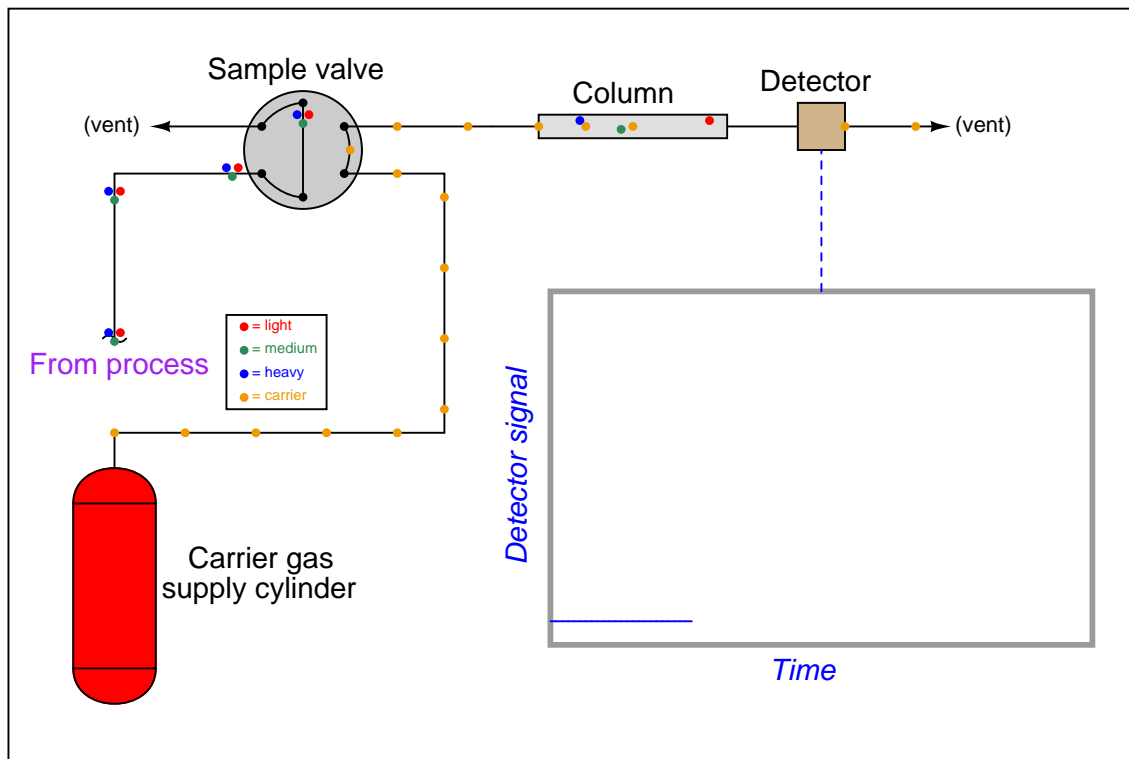 Sample valve
Column
Detector
(vent)
(vent)
= light
= medium
= heavy
= carrier
From process
Detector signal
Carrier gas
supply cylinder
Time